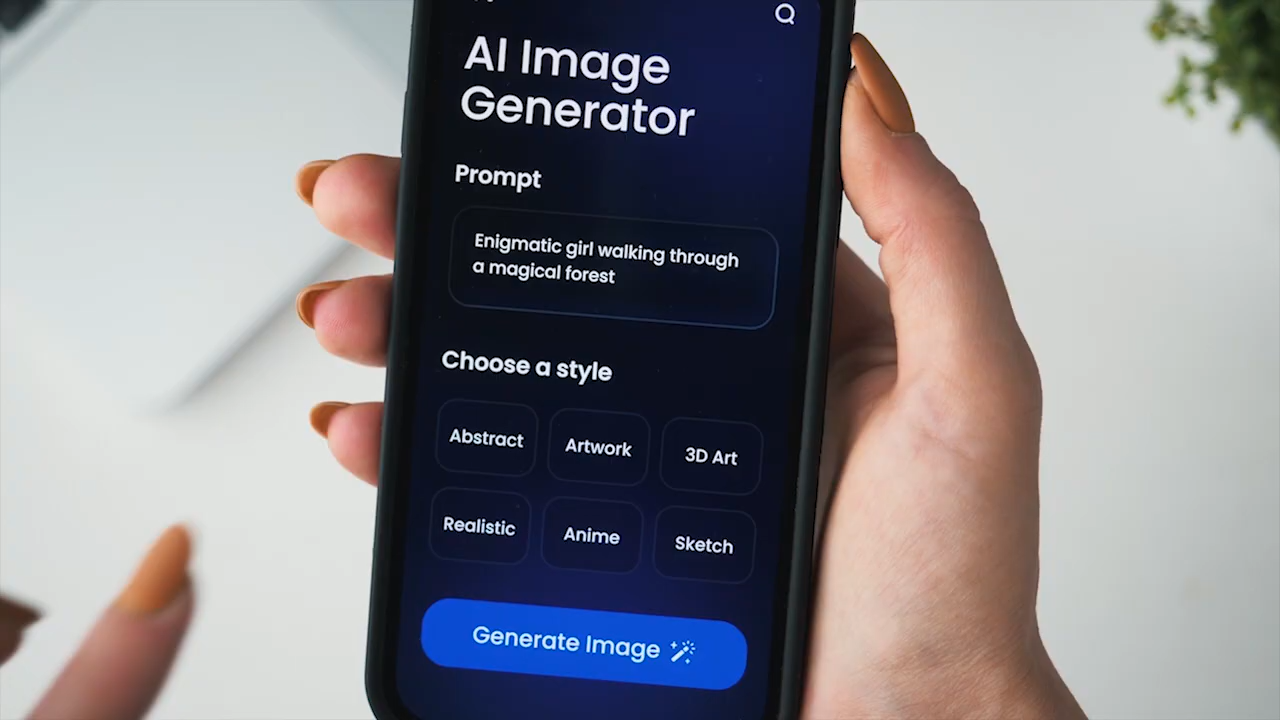 AI Image
Generator
Prompt
Enigmatic girl walking through
a magical forest
Choose a style
Abstract
Artwork
3D Art
Realistic
Anime
Sketch
Generate Image